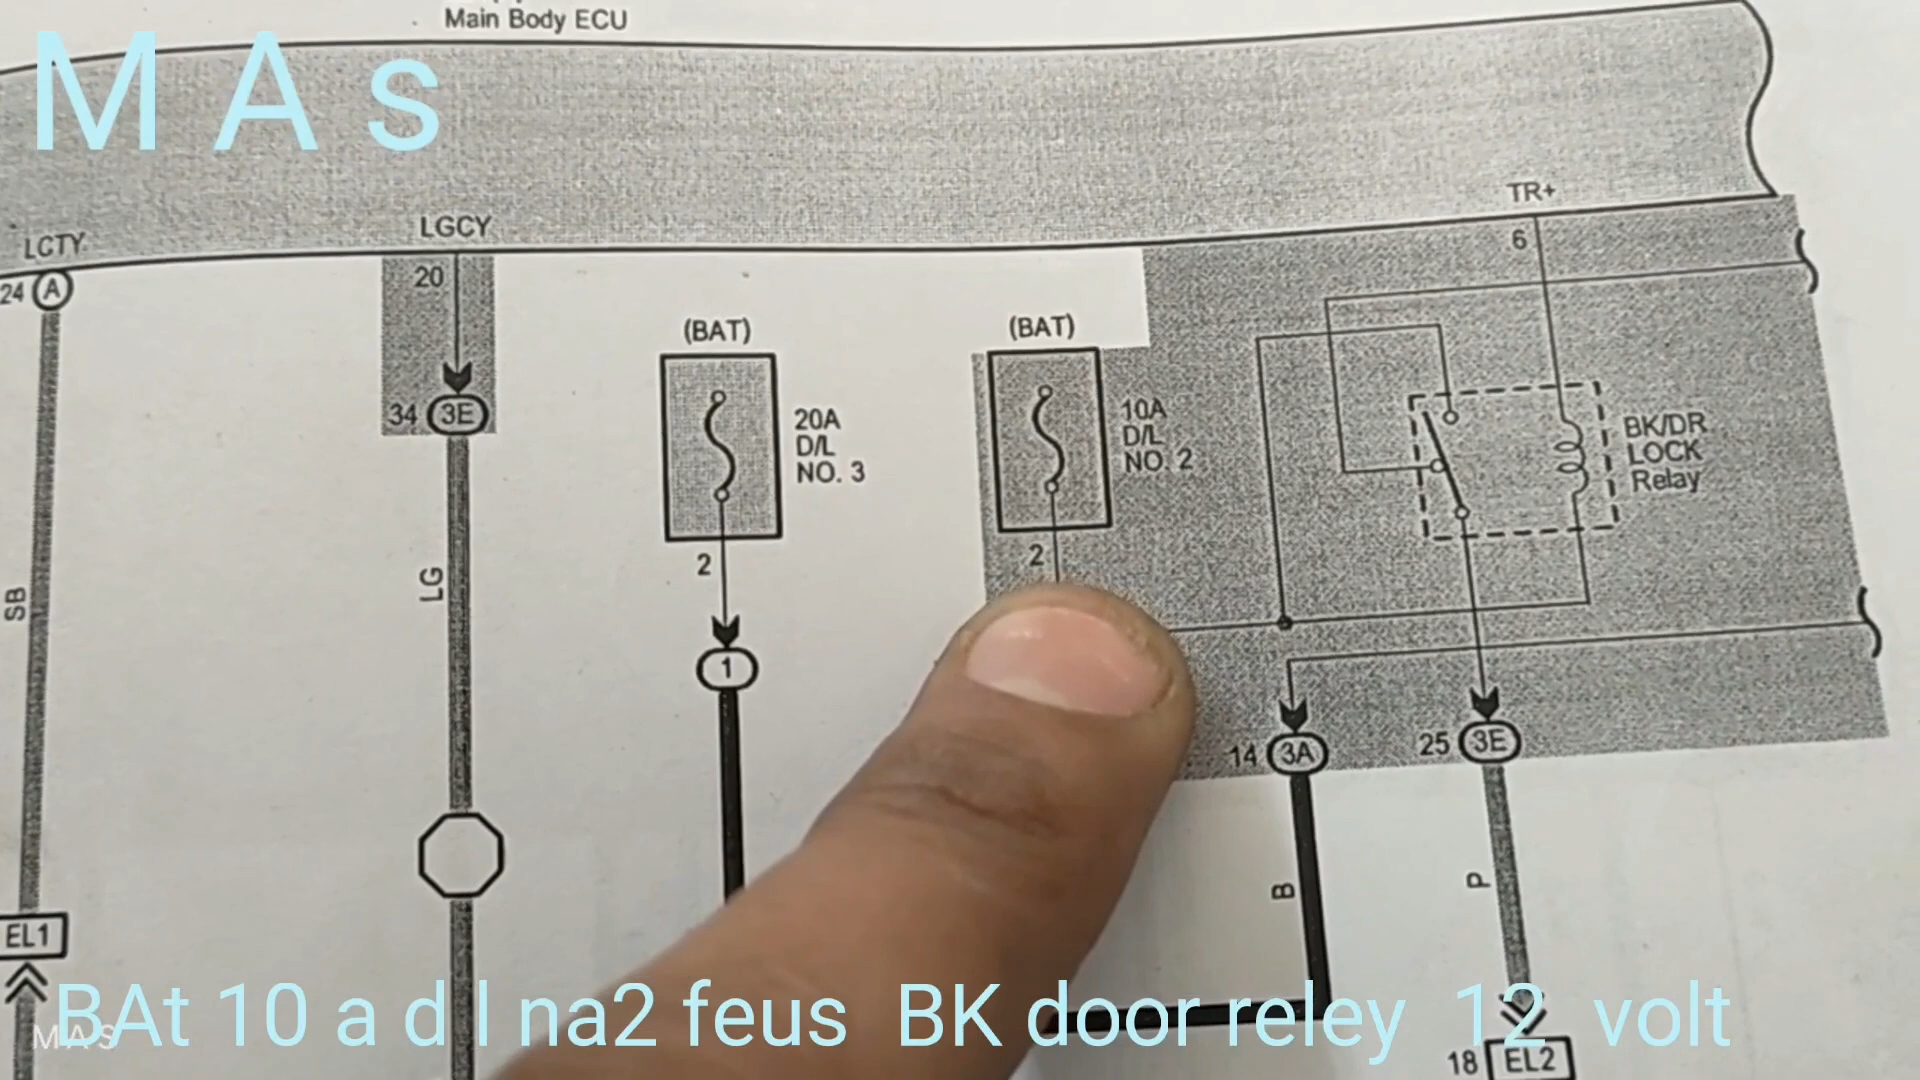 Main Body ECU
M A s
TR+
LGCY
LCTY
6
20
24 A
(BAT)
(BAT)
34 3E
20A
D/L
NO. 3
10A
D/L
NO. 2
BK/DR
LOCK
Relay
2
2
LG
SB
1
14 3A
25 3E
B
P
EL1
BAt 10 a d l na2 feus BK door reley 12 volt
M A S
18 EL2